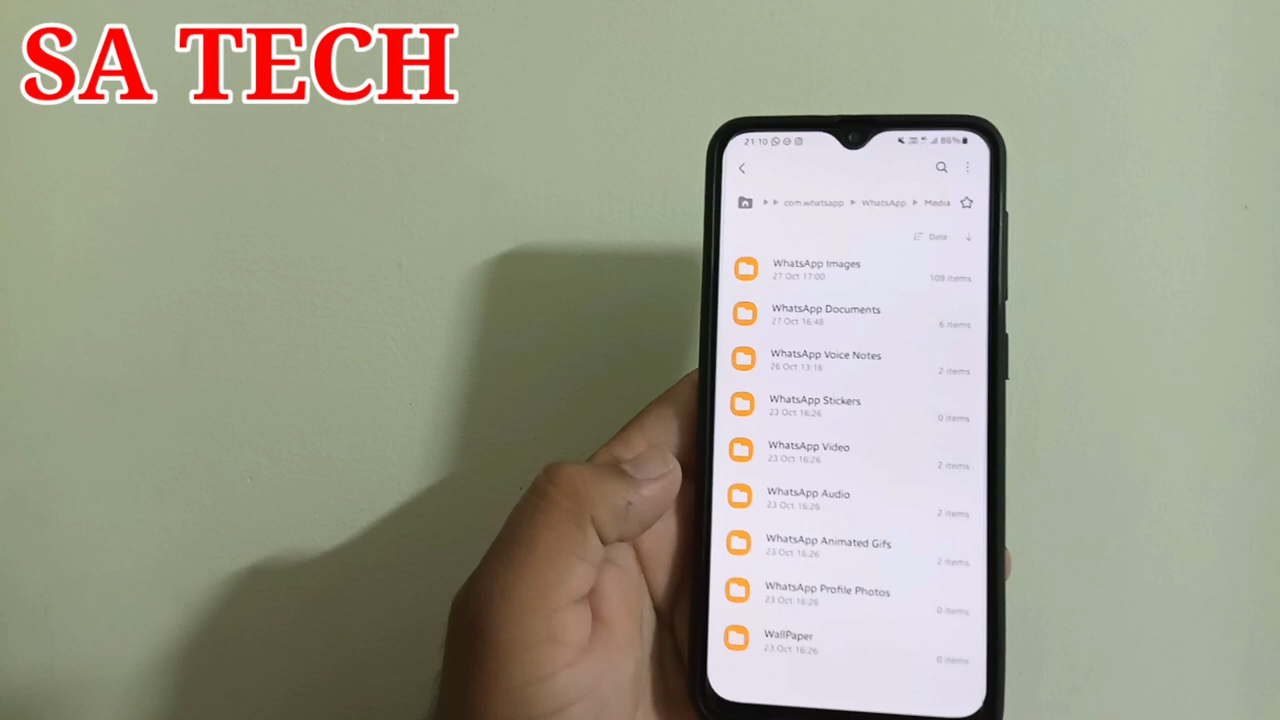 SA TECH
21:10 86%
com.whatsapp WhatsApp Media
Date
WhatsApp Images
27 Oct 17:00 109 items
WhatsApp Documents
27 Oct 16:48 6 items
WhatsApp Voice Notes
26 Oct 13:16 2 items
WhatsApp Stickers
23 Oct 16:26 0 items
WhatsApp Video
23 Oct 16:26 2 items
WhatsApp Audio
23 Oct 16:26 2 items
WhatsApp Animated Gifs
23 Oct 16:26 2 items
WhatsApp Profile Photos
23 Oct 16:26 0 items
WallPaper
23 Oct 16:26 0 items